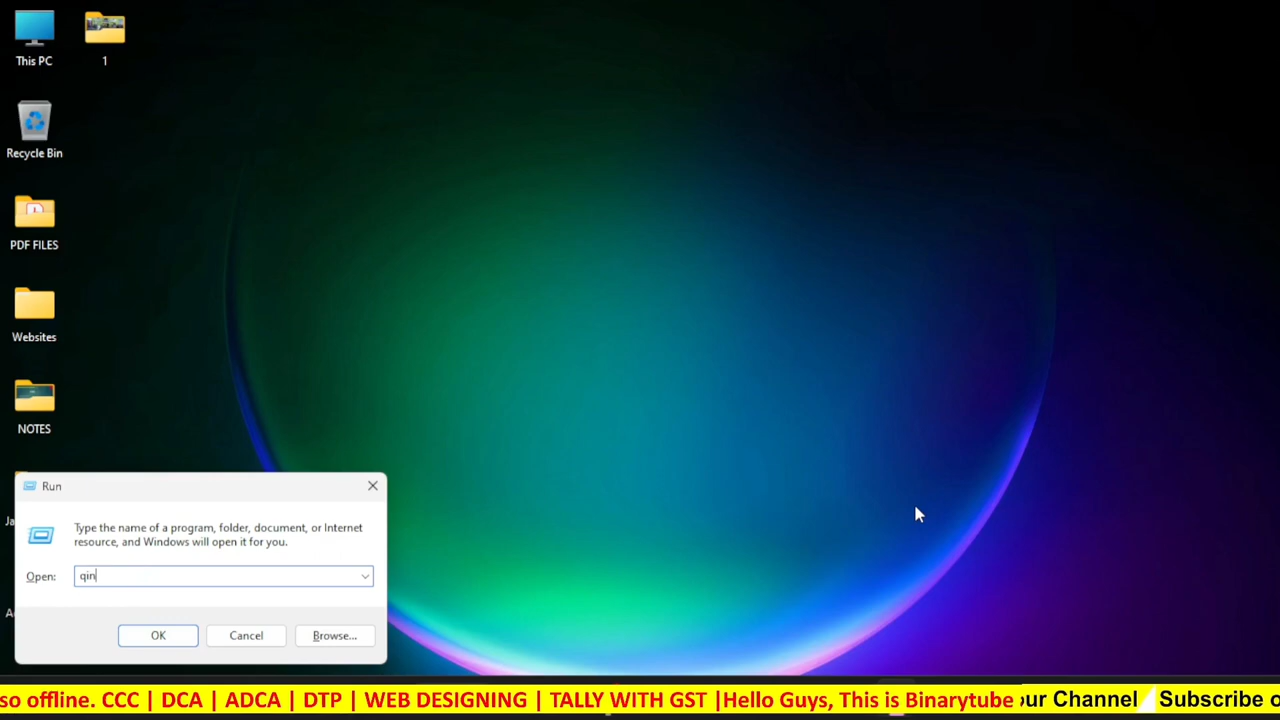 This PC
1
Recycle Bin
PDF FILES
Websites
NOTES
Ja
A
Run
Type the name of a program, folder, document, or Internet
resource, and Windows will open it for you.
Open:
qin
OK
Cancel
Browse...
so offline. CCC | DCA | ADCA | DTP | WEB DESIGNING | TALLY WITH GST |Hello Guys, This is Binarytube
ur Channel
Subscribe o